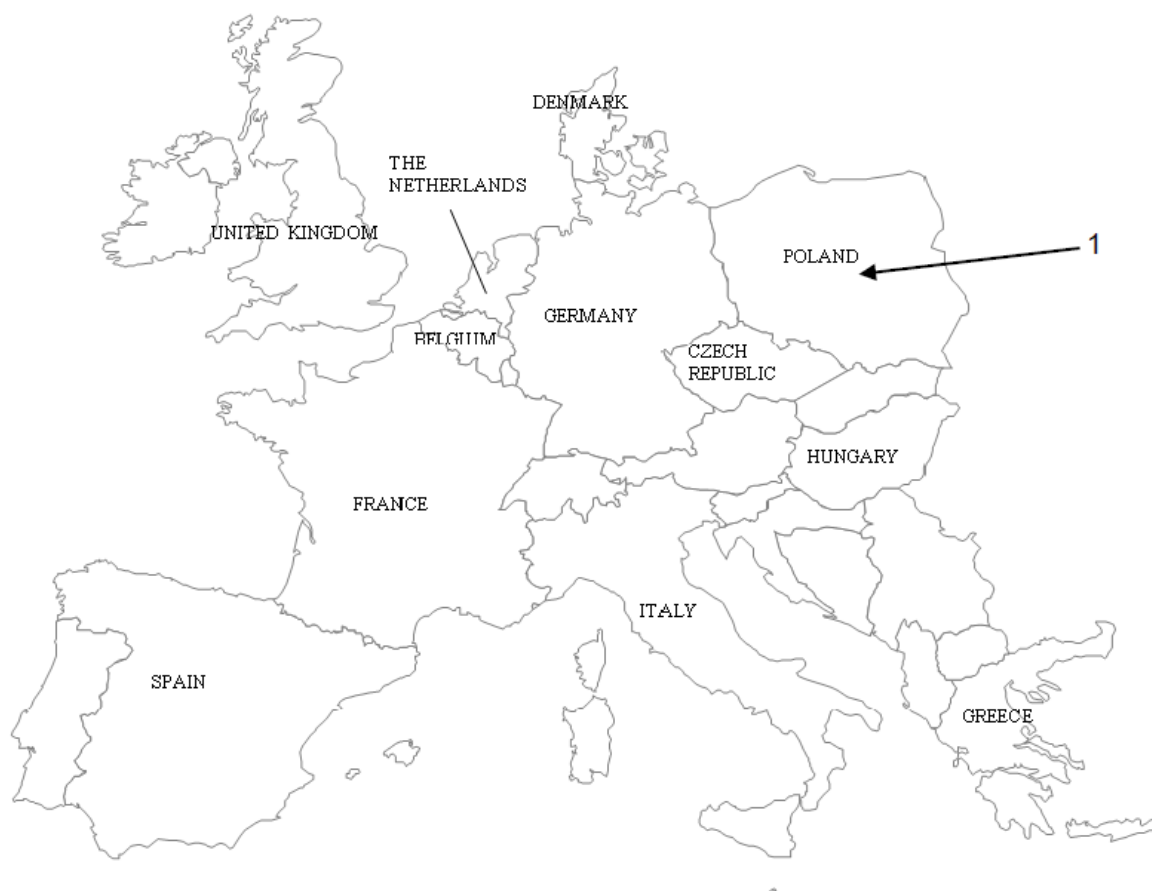 DENMARK
THE
NETHERLANDS
UNITED KINGDOM
1
POLAND
GERMANY
BELGIUM
CZECH
REPUBLIC
HUNGARY
FRANCE
ITALY
SPAIN
GREECE